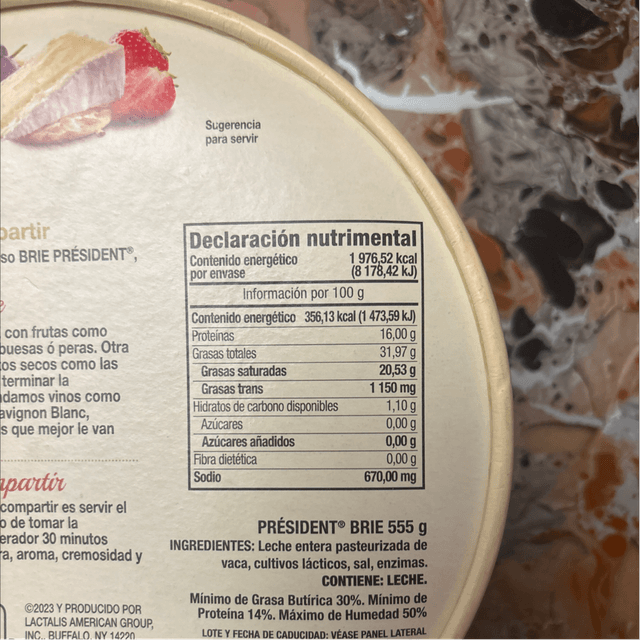 Sugerencia
para servir
partir
so BRIE PRÉSIDENT®,
con frutas como
buesas ó peras. Otra
os secos como las
terminar la
damos vinos como
avignon Blanc,
s que mejor le van
partir
compartir es servir el
o de tomar la
erador 30 minutos
ra, aroma, cremosidad y
©2023 Y PRODUCIDO POR
LACTALIS AMERICAN GROUP,
INC., BUFFALO, NY 14220
Declaración nutrimental
Contenido energético 1 976,52 kcal
por envase (8 178,42 kJ)
Información por 100 g
Contenido energético 356,13 kcal (1 473,59 kJ)
Proteínas 16,00 g
Grasas totales 31,97 g
Grasas saturadas 20,53 g
Grasas trans 1 150 mg
Hidratos de carbono disponibles 1,10 g
Azúcares 0,00 g
Azúcares añadidos 0,00 g
Fibra dietética 0,00 g
Sodio 670,00 mg
PRÉSIDENT® BRIE 555 g
INGREDIENTES: Leche entera pasteurizada de
vaca, cultivos lácticos, sal, enzimas.
CONTIENE: LECHE.
Mínimo de Grasa Butírica 30%. Mínimo de
Proteína 14%. Máximo de Humedad 50%
LOTE Y FECHA DE CADUCIDAD: VÉASE PANEL LATERAL